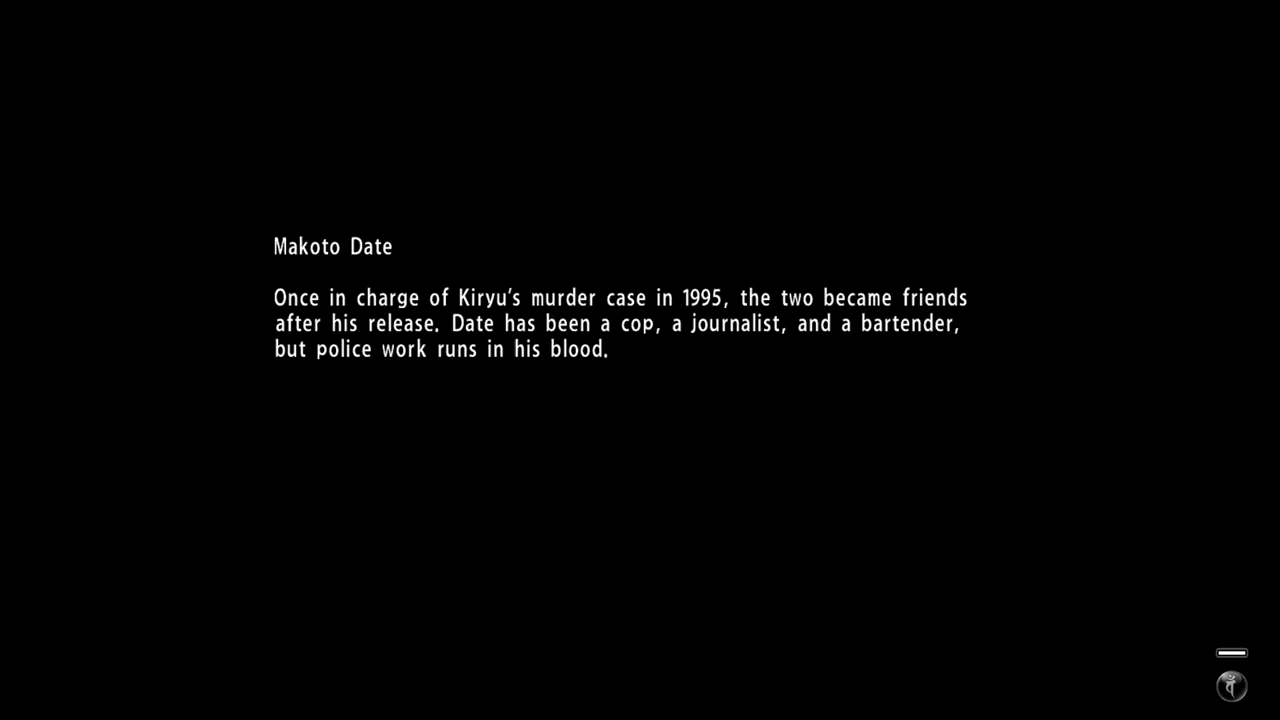 Makoto Date
Once in charge of Kiryu's murder case in 1995, the two became friends
after his release. Date has been a cop, a journalist, and a bartender,
but police work runs in his blood.